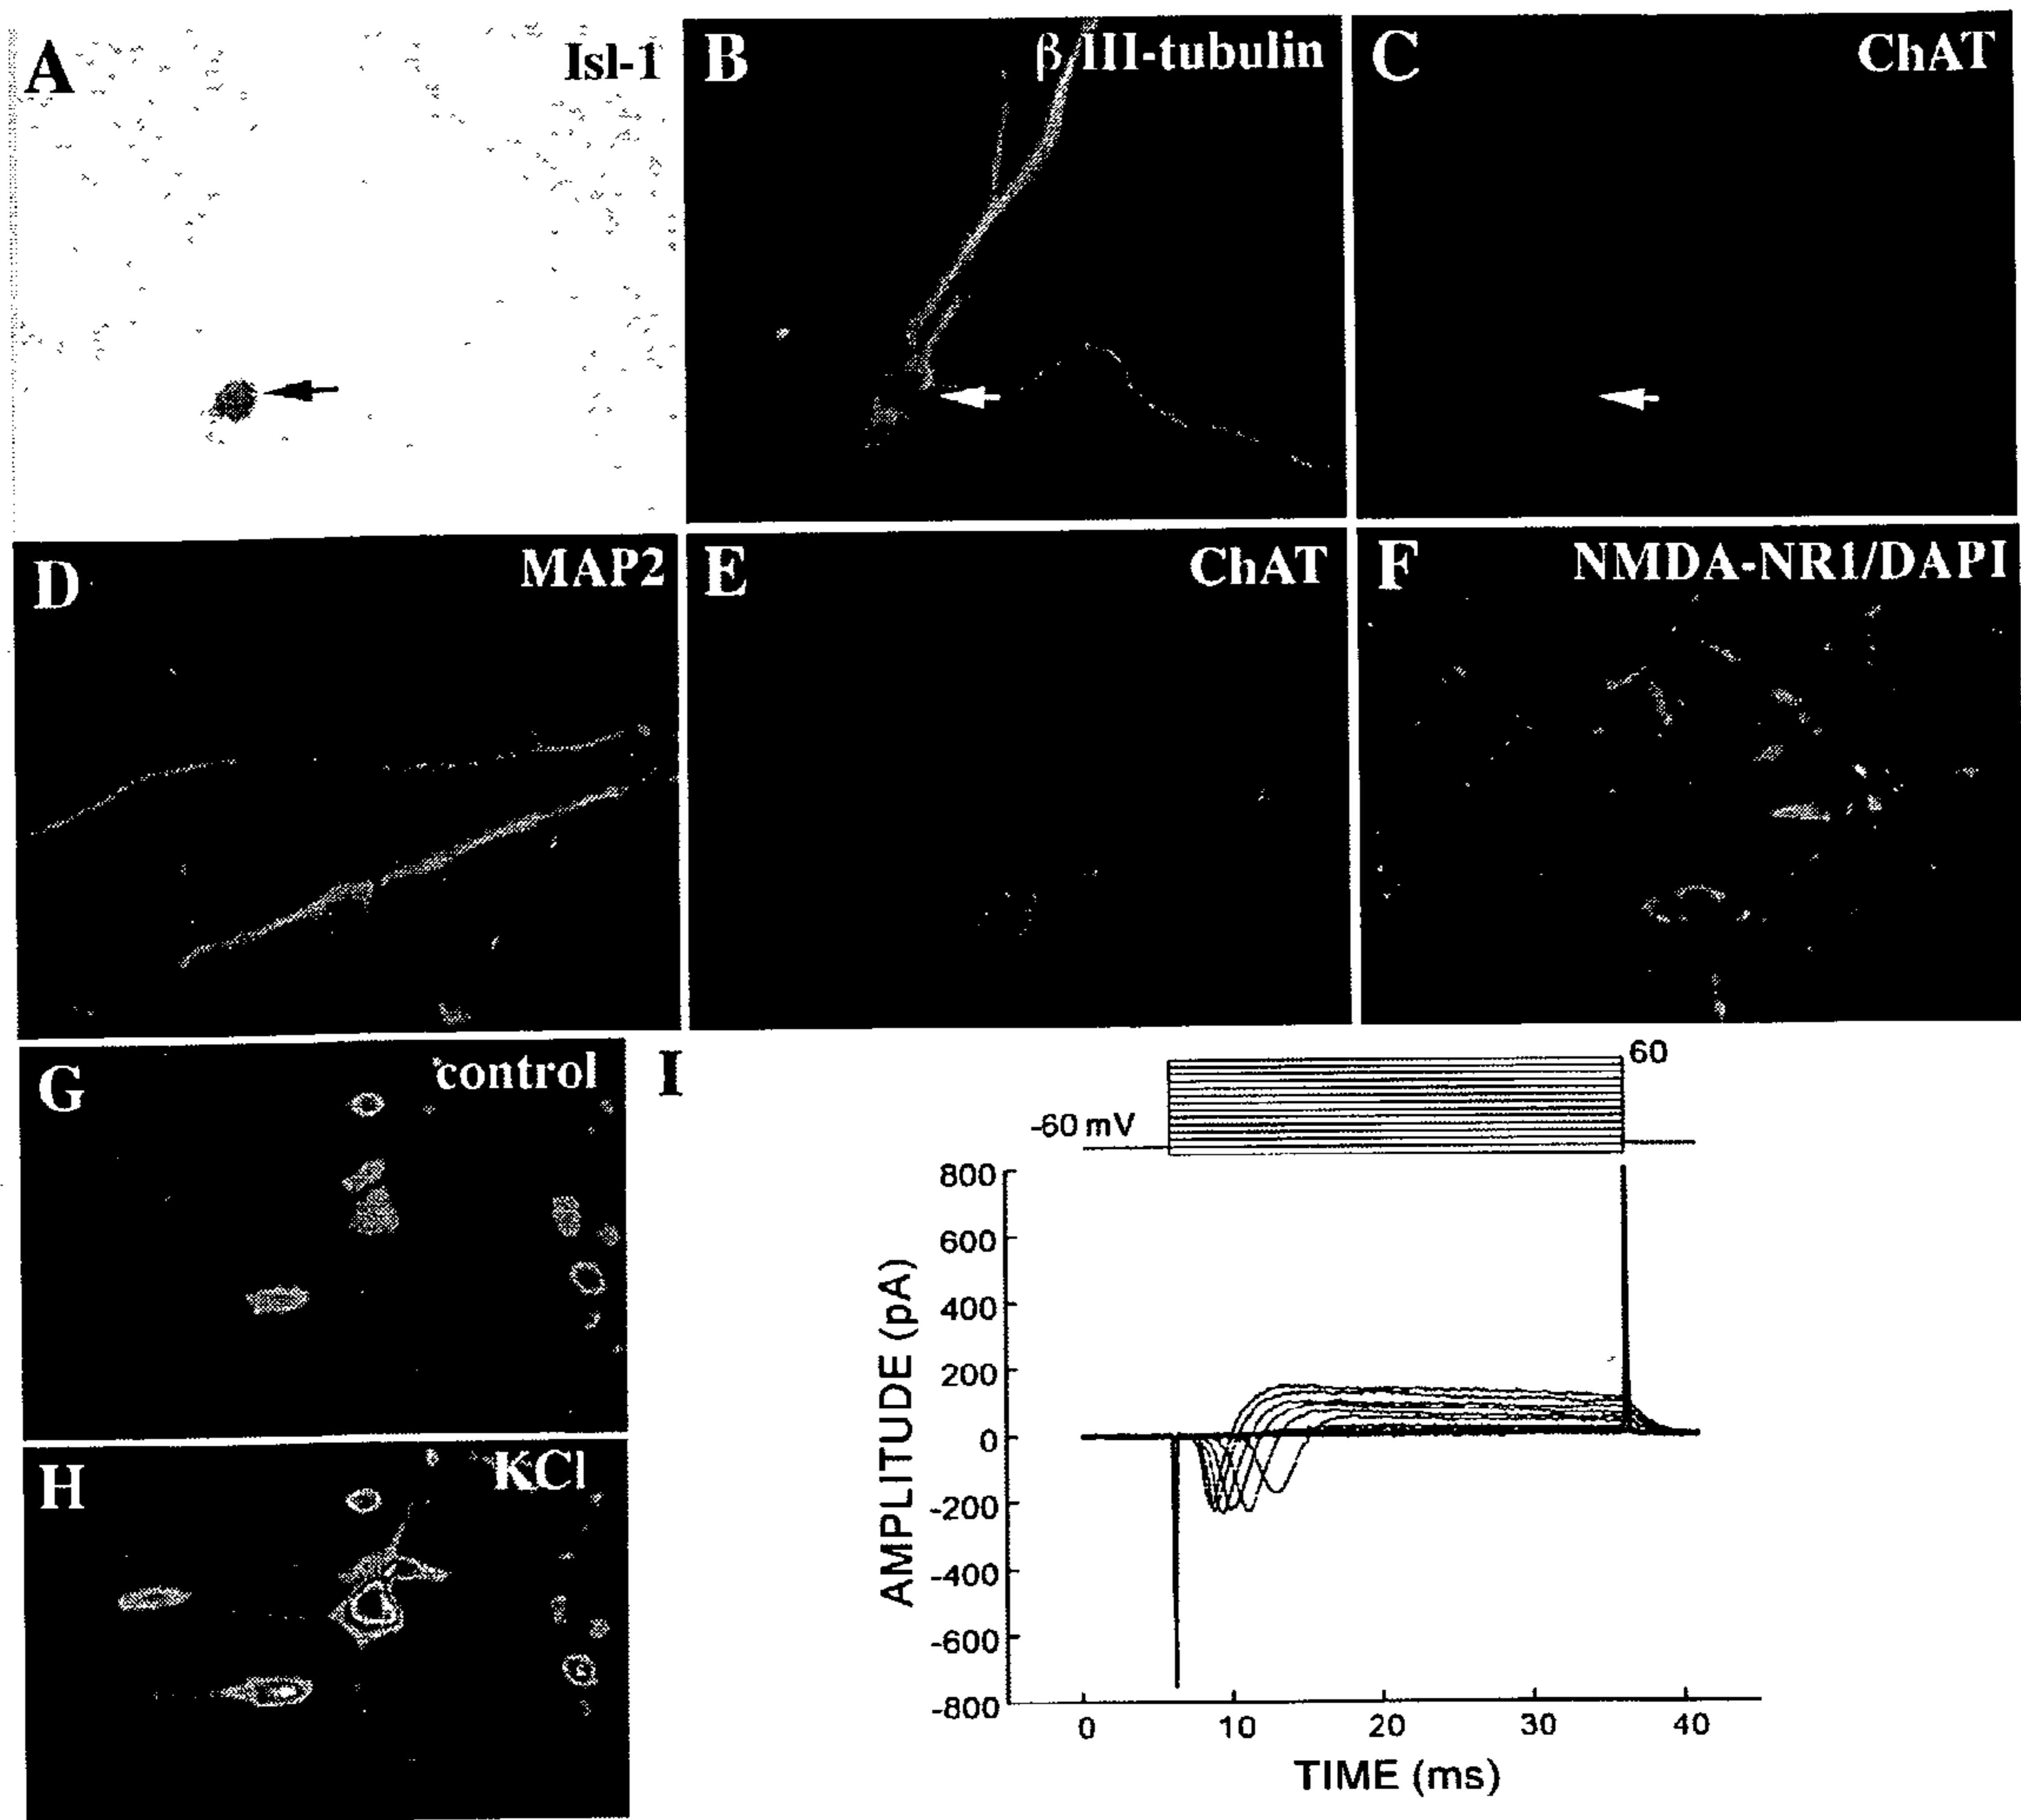 A Isl-1
B β III-tubulin
C ChAT
D MAP2
E ChAT
F NMDA-NR1/DAPI
G control
H KCl
I
60
-60 mV
800
600
400
200
0
-200
-400
-600
-800
AMPLITUDE (pA)
0 10 20 30 40
TIME (ms)